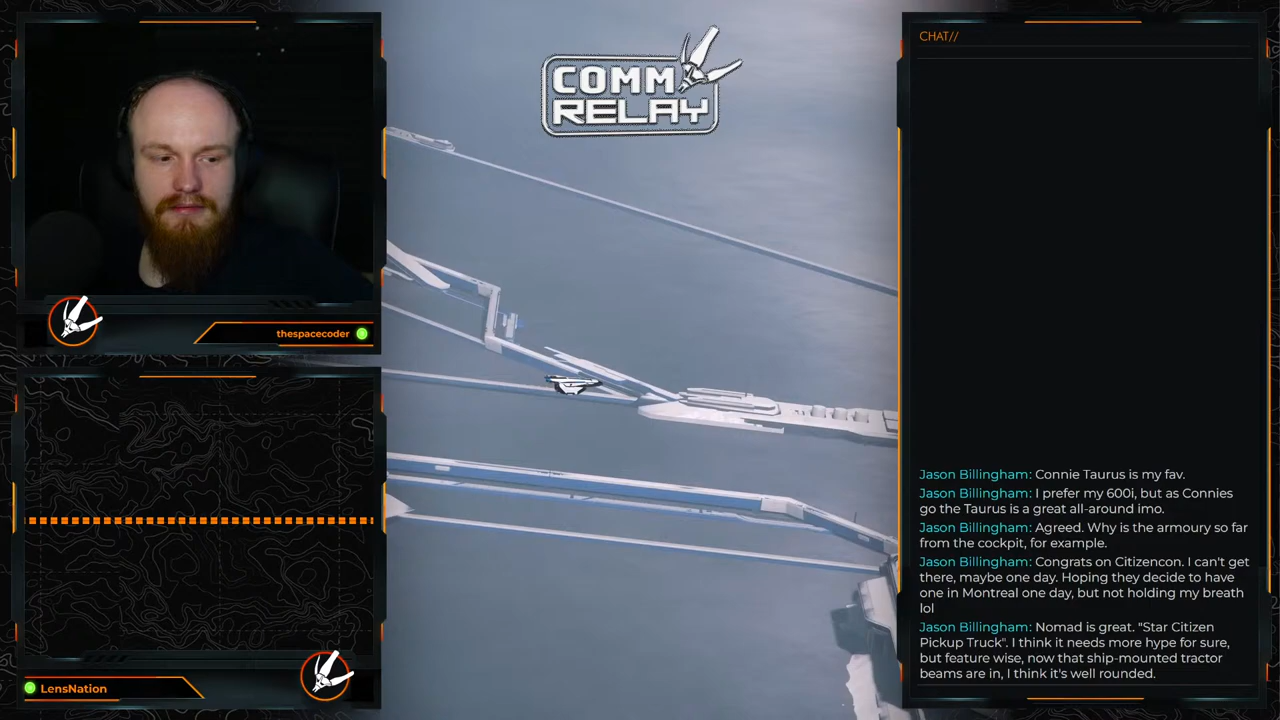 COMM
RELAY
CHAT//
thespacecoder
LensNation
Jason Billingham: Connie Taurus is my fav.
Jason Billingham: I prefer my 600i, but as Connies
go the Taurus is a great all-around imo.
Jason Billingham: Agreed. Why is the armoury so far
from the cockpit, for example.
Jason Billingham: Congrats on Citizencon. I can't get
there, maybe one day. Hoping they decide to have
one in Montreal one day, but not holding my breath
lol
Jason Billingham: Nomad is great. "Star Citizen
Pickup Truck". I think it needs more hype for sure,
but feature wise, now that ship-mounted tractor
beams are in, I think it's well rounded.